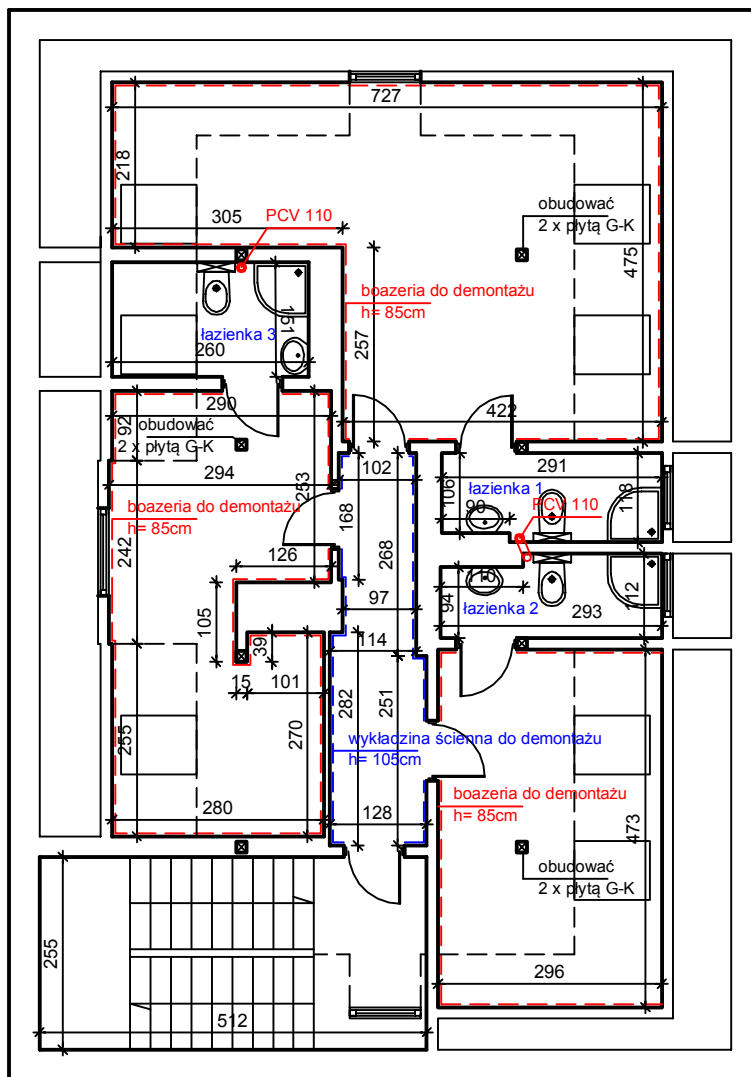 727
218
305
PCV 110
obudować
2 x płytą G-K
475
boazeria do demontażu
h= 85cm
151
łazienka 3
260
257
290
422
92
obudować
2 x płytą G-K
294
253
102
291
106
łazienka 1
118
90
PCV 110
boazeria do demontażu
h= 85cm
168
242
268
126
110
112
94
łazienka 2
293
97
105
39
114
15
101
282
251
270
255
wykładzina ścienna do demontażu
h= 105cm
boazeria do demontażu
h= 85cm
280
128
473
obudować
2 x płytą G-K
255
296
512